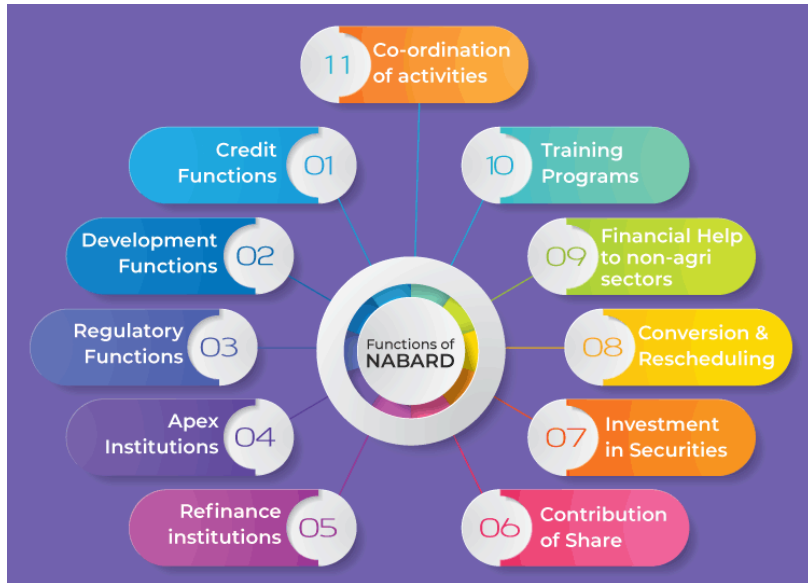 11
Co-ordination
of activities
Credit
Functions
01
10
Training
Programs
Development
Functions
02
09
Financial Help
to non-agri
sectors
Regulatory
Functions
03
Functions of
NABARD
08
Conversion &
Rescheduling
Apex
Institutions
04
07
Investment
in Securities
Refinance
institutions
05
06
Contribution
of Share